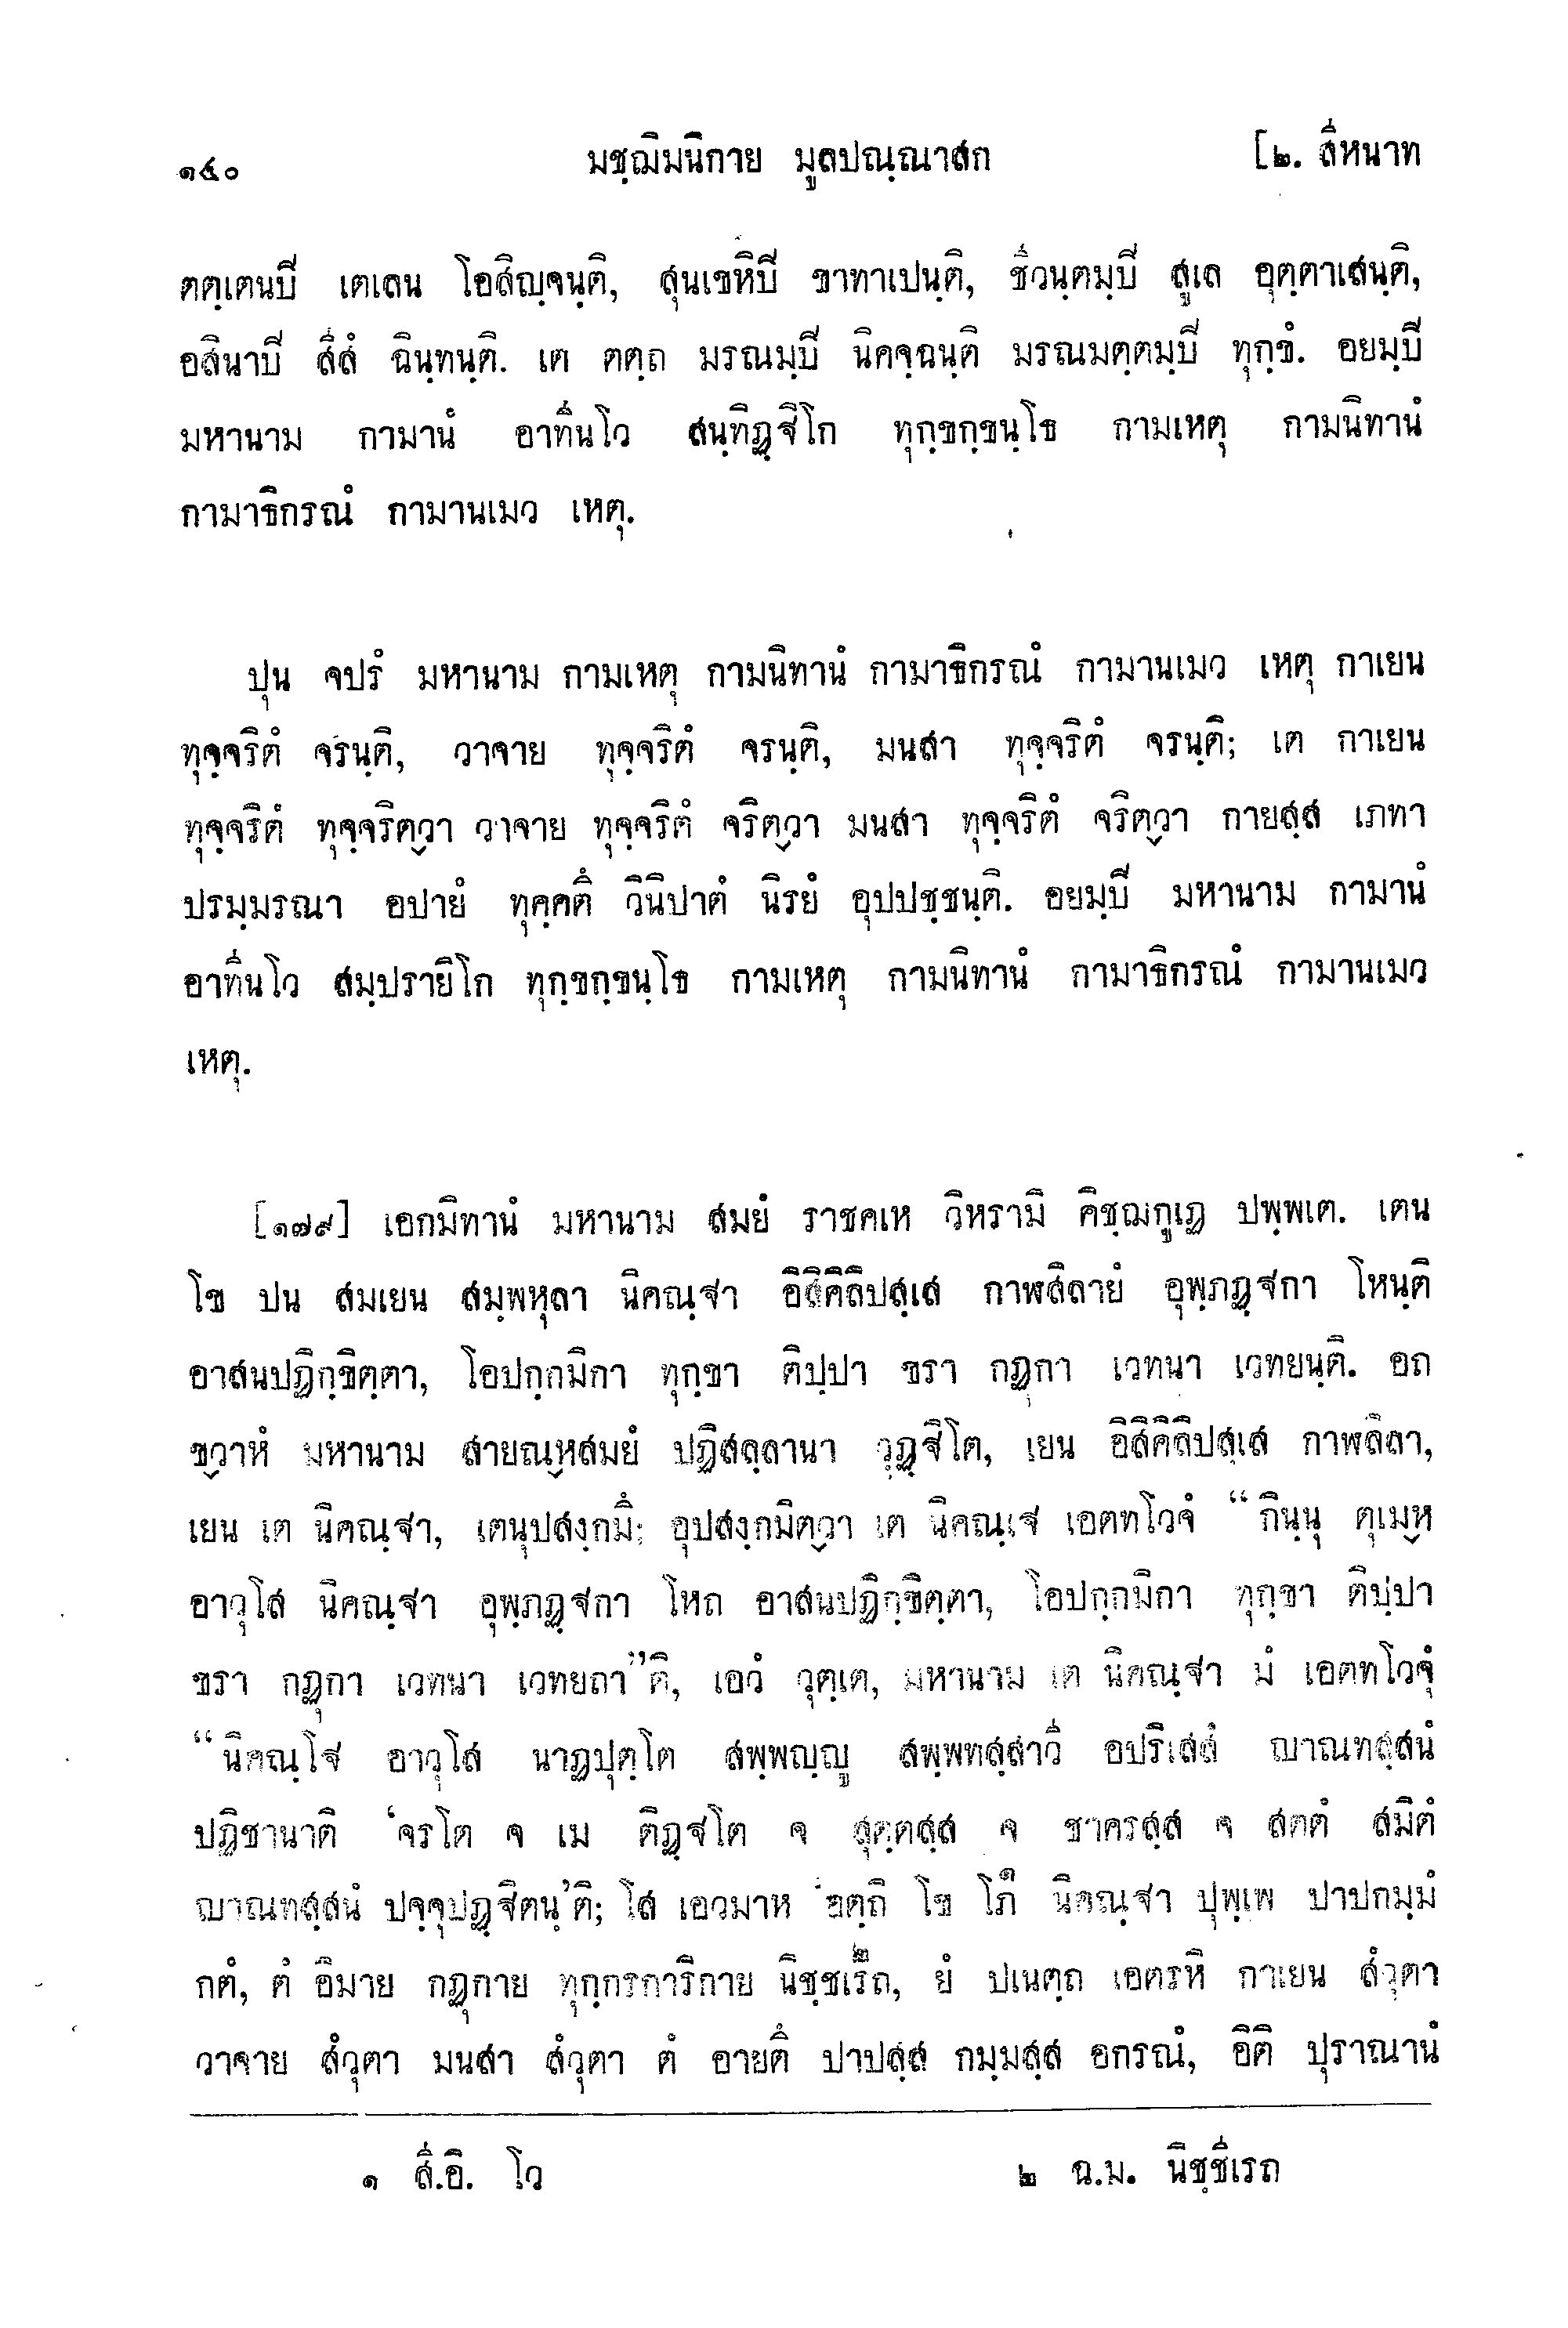 ๑๔๐ มชฺฌิมนิกาย มูลปณฺณาสก [๒. สีหนาท
ตตฺเตนปิ เตเลน โอสิญฺจนฺติ, สุนเขหิปิ ขาทาเปนฺติ, ชีวนฺตมฺปิ สูเล อุตฺตาเสนฺติ,
อสินาปิ สีสํ ฉินฺทนฺติ. เต ตตฺถ มรณมฺปิ นิคจฺฉนฺติ มรณมตฺตมฺปิ ทุกฺขํ. อยมฺปิ
มหานาม กามานํ อาทีนโว สนฺทิฏฺฐิโก ทุกฺขกฺขนฺโธ กามเหตุ กามนิทานํ
กามาธิกรณํ กามานเมว เหตุ.
ปุน จปรํ มหานาม กามเหตุ กามนิทานํ กามาธิกรณํ กามานเมว เหตุ กาเยน
ทุจฺจริตํ จรนฺติ, วาจาย ทุจฺจริตํ จรนฺติ, มนสา ทุจฺจริตํ จรนฺติ; เต กาเยน
ทุจฺจริตํ ทุจฺจริตฺวา วาจาย ทุจฺจริตํ จริตฺวา มนสา ทุจฺจริตํ จริตฺวา กายสฺส เภทา
ปรมฺมรณา อปายํ ทุคฺคตึ วินิปาตํ นิรยํ อุปปชฺชนฺติ. อยมฺปิ มหานาม กามานํ
อาทีนโว สมฺปรายิโก ทุกฺขกฺขนฺโธ กามเหตุ กามนิทานํ กามาธิกรณํ กามานเมว
เหตุ.
[๑๗๙] เอกมิทานํ มหานาม สมยํ ราชคเห วิหรามิ คิชฺฌกูเฏ ปพฺพเต. เตน
โข ปน สมเยน สมฺพหุลา นิคณฺฐา อิสิคิลิปสฺเส กาฬสิลายํ อุพฺภฏฺฐกา โหนฺติ
อาสนปฏิกฺขิตฺตา, โอปกฺกมิกา ทุกฺขา ติปฺปา ขรา กฏุกา เวทนา เวทยนฺติ. อถ
ขฺวาหํ มหานาม สายณฺหสมยํ ปฏิสลฺลานา วุฏฺฐิโต, เยน อิสิคิลิปสฺเส กาฬสิลา,
เยน เต นิคณฺฐา, เตนุปสงฺกมึ; อุปสงฺกมิตฺวา เต นิคณฺเฐ เอตทโวจํ “กินฺนุ ตุเมฺห
อาวุโส นิคณฺฐา อุพฺภฏฺฐกา โหถ อาสนปฏิกฺขิตฺตา, โอปกฺกมิกา ทุกฺขา ติปฺปา
ขรา กฏุกา เวทนา เวทยถา”ติ, เอวํ วุตฺเต, มหานาม เต นิคณฺฐา มํ เอตทโวจุํ
“นิคณฺโฐ อาวุโส นาฏปุตฺโต สพฺพญฺญู สพฺพทสฺสาวี อปริเสสํ ญาณทสฺสนํ
ปฏิชานาติ ‘จรโต จ เม ติฏฺฐโต จ สุตฺตสฺส จ ชาครสฺส จ สตตํ สมิตํ
ญาณทสฺสนํ ปจฺจุปฏฺฐิตนฺ’ติ; โส เอวมาห ‘อตฺถิ โข โภ๑ นิคณฺฐา ปุพฺเพ ปาปกมฺมํ
กตํ, ตํ อิมาย กฏุกาย ทุกฺกรการิกาย นิชฺชเรถ๒, ยํ ปเนตฺถ เอตรหิ กาเยน สํวุตา
วาจาย สํวุตา มนสา สํวุตา ตํ อายตึ ปาปสฺส กมฺมสฺส อกรณํ, อิติ ปุราณานํ
๑ สี.อิ. โว ๒ ฉ.ม. นิชฺชีเรถ